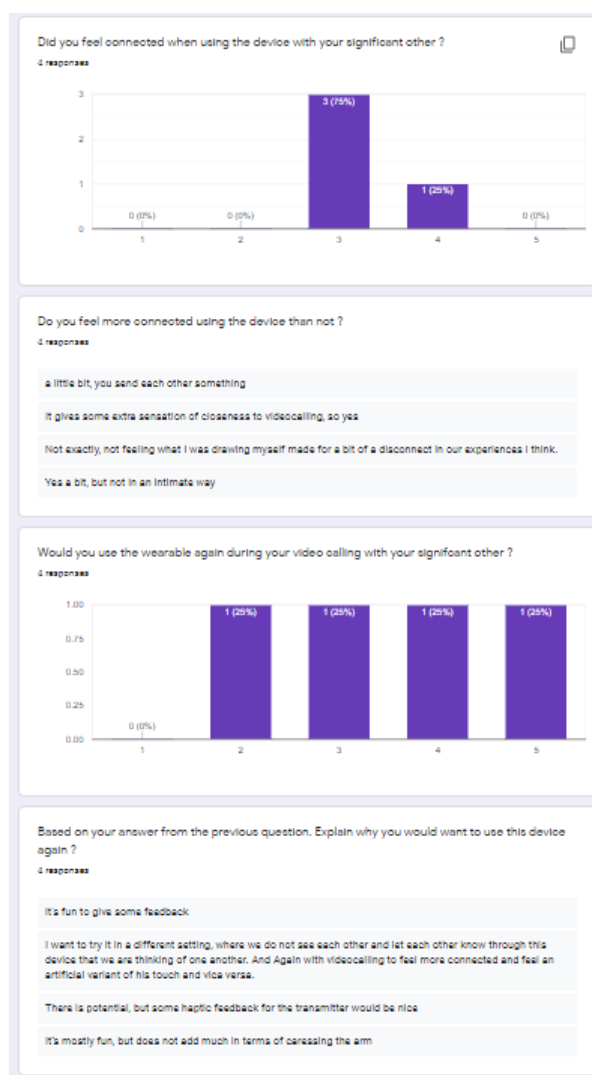 Did you feel connected when using the device with your significant other ?
4 responses
3
2
1
0
0 (0%)
0 (0%)
3 (75%)
1 (25%)
0 (0%)
1
2
3
4
5
Do you feel more connected using the device than not ?
4 responses
a little bit, you send each other something
It gives some extra sensation of closeness to videocalling, so yes
Not exactly, not feeling what I was drawing myself made for a bit of a disconnect in our experiences I think.
Yes a bit, but not in an intimate way
Would you use the wearable again during your video calling with your signifcant other ?
4 responses
1.00
0.75
0.50
0.25
0.00
0 (0%)
1 (25%)
1 (25%)
1 (25%)
1 (25%)
1
2
3
4
5
Based on your answer from the previous question. Explain why you would want to use this device
again ?
4 responses
It's fun to give some feedback
I want to try it in a different setting, where we do not see each other and let each other know through this
device that we are thinking of one another. And Again with videocalling to feel more connected and feel an
artificial variant of his touch and vice versa.
There is potential, but some haptic feedback for the transmitter would be nice
It's mostly fun, but does not add much in terms of caressing the arm